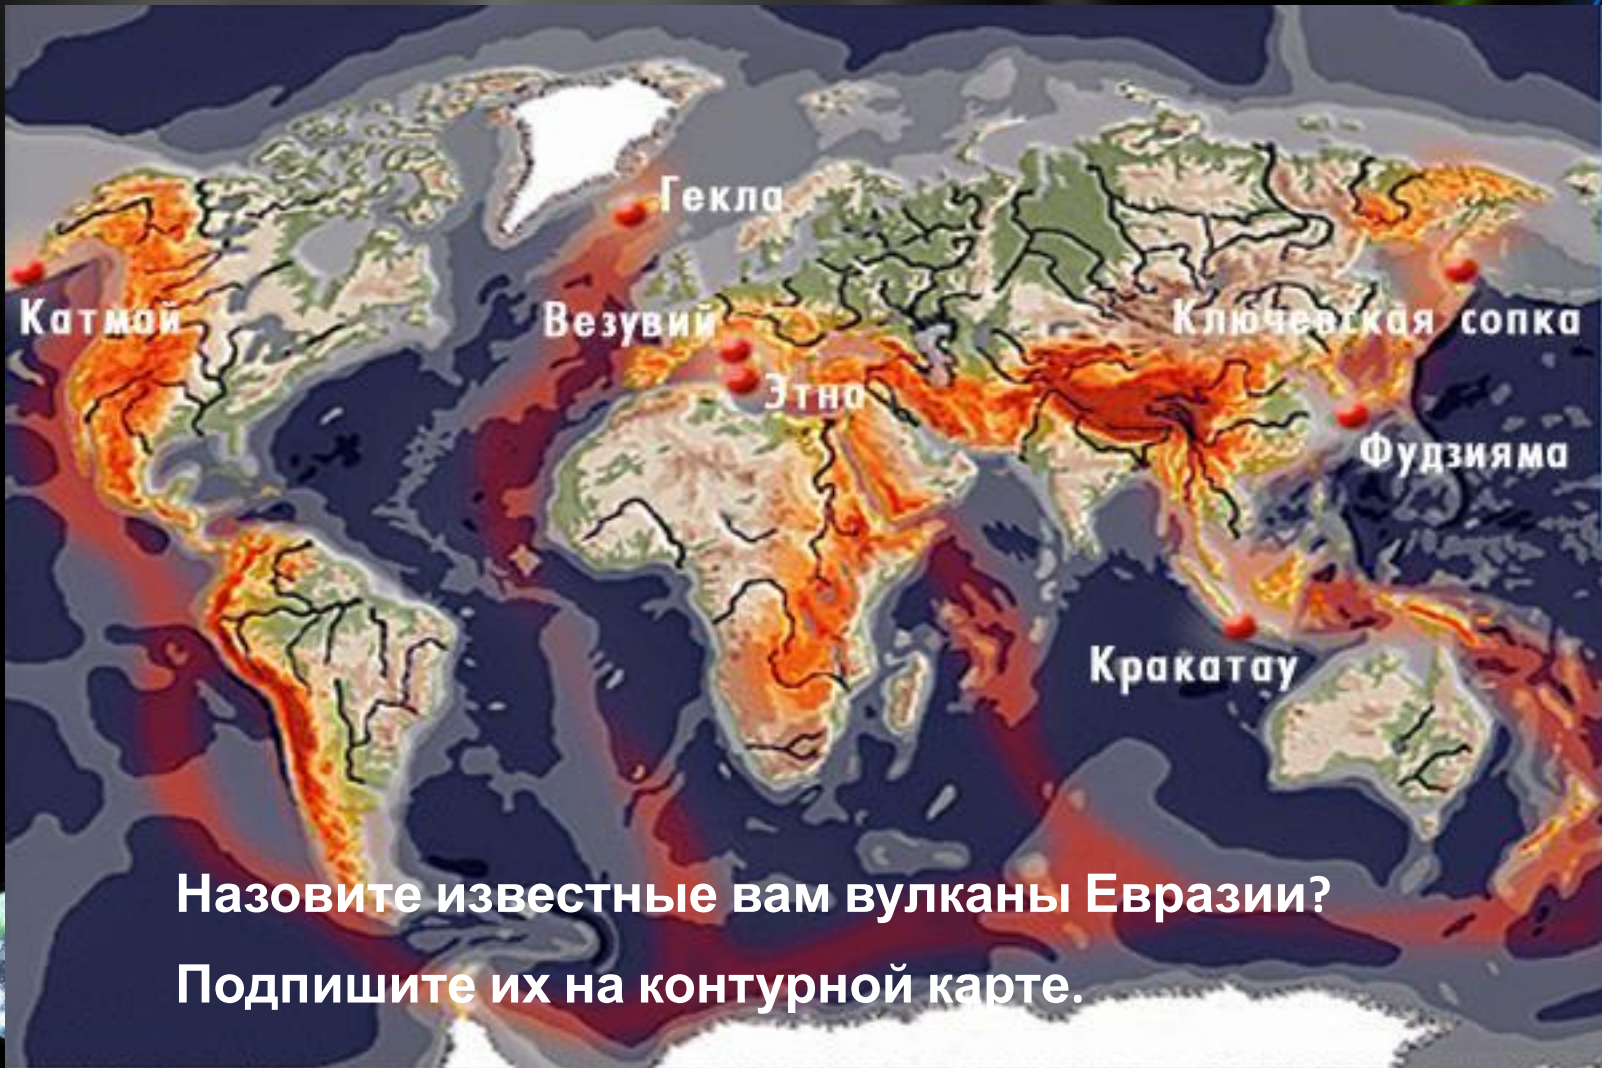 Гекла
Катмай
Везувий
Ключевская сопка
Этна
Фудзияма
Кракатау
Назовите известные вам вулканы Евразии?
Подпишите их на контурной карте.